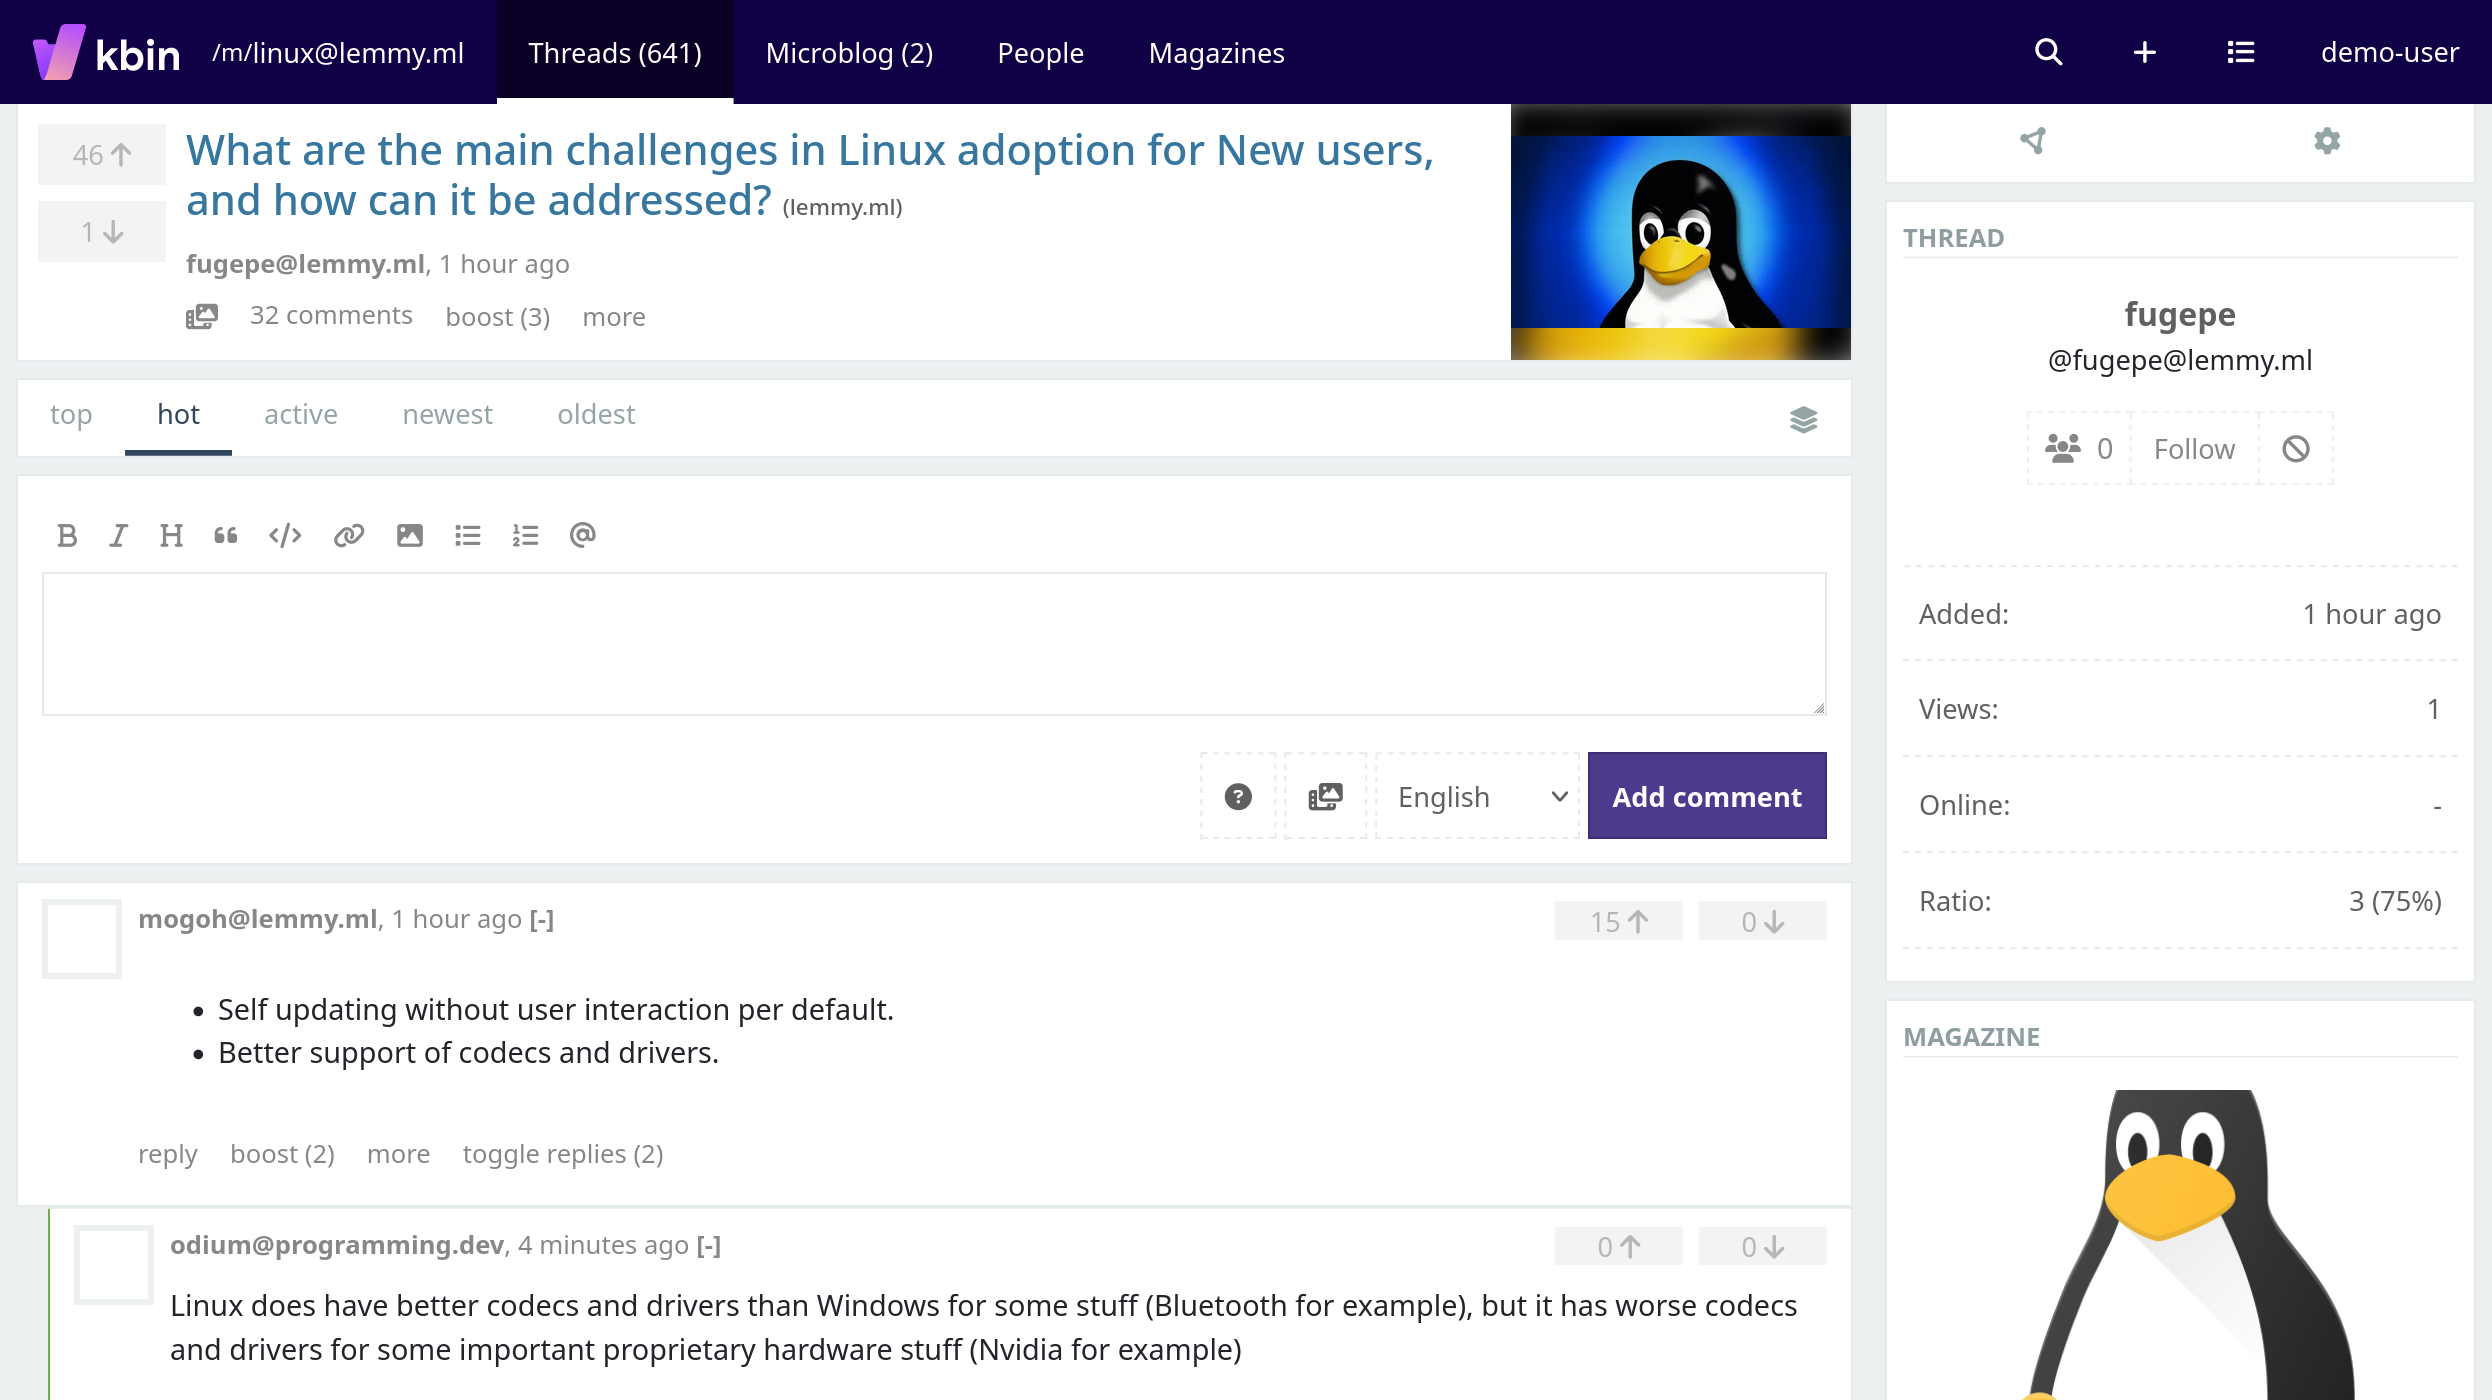 kbin /m/linux@lemmy.ml Threads (641) Microblog (2) People Magazines demo-user
46
1
What are the main challenges in Linux adoption for New users,
and how can it be addressed? (lemmy.ml)
fugepe@lemmy.ml, 1 hour ago
32 comments boost (3) more
top hot active newest oldest
B I H @
English Add comment
mogoh@lemmy.ml, 1 hour ago [-] 15 0
• Self updating without user interaction per default.
• Better support of codecs and drivers.
reply boost (2) more toggle replies (2)
odium@programming.dev, 4 minutes ago [-] 0 0
Linux does have better codecs and drivers than Windows for some stuff (Bluetooth for example), but it has worse codecs
and drivers for some important proprietary hardware stuff (Nvidia for example)
THREAD
fugepe
@fugepe@lemmy.ml
0 Follow
Added: 1 hour ago
Views: 1
Online: -
Ratio: 3 (75%)
MAGAZINE